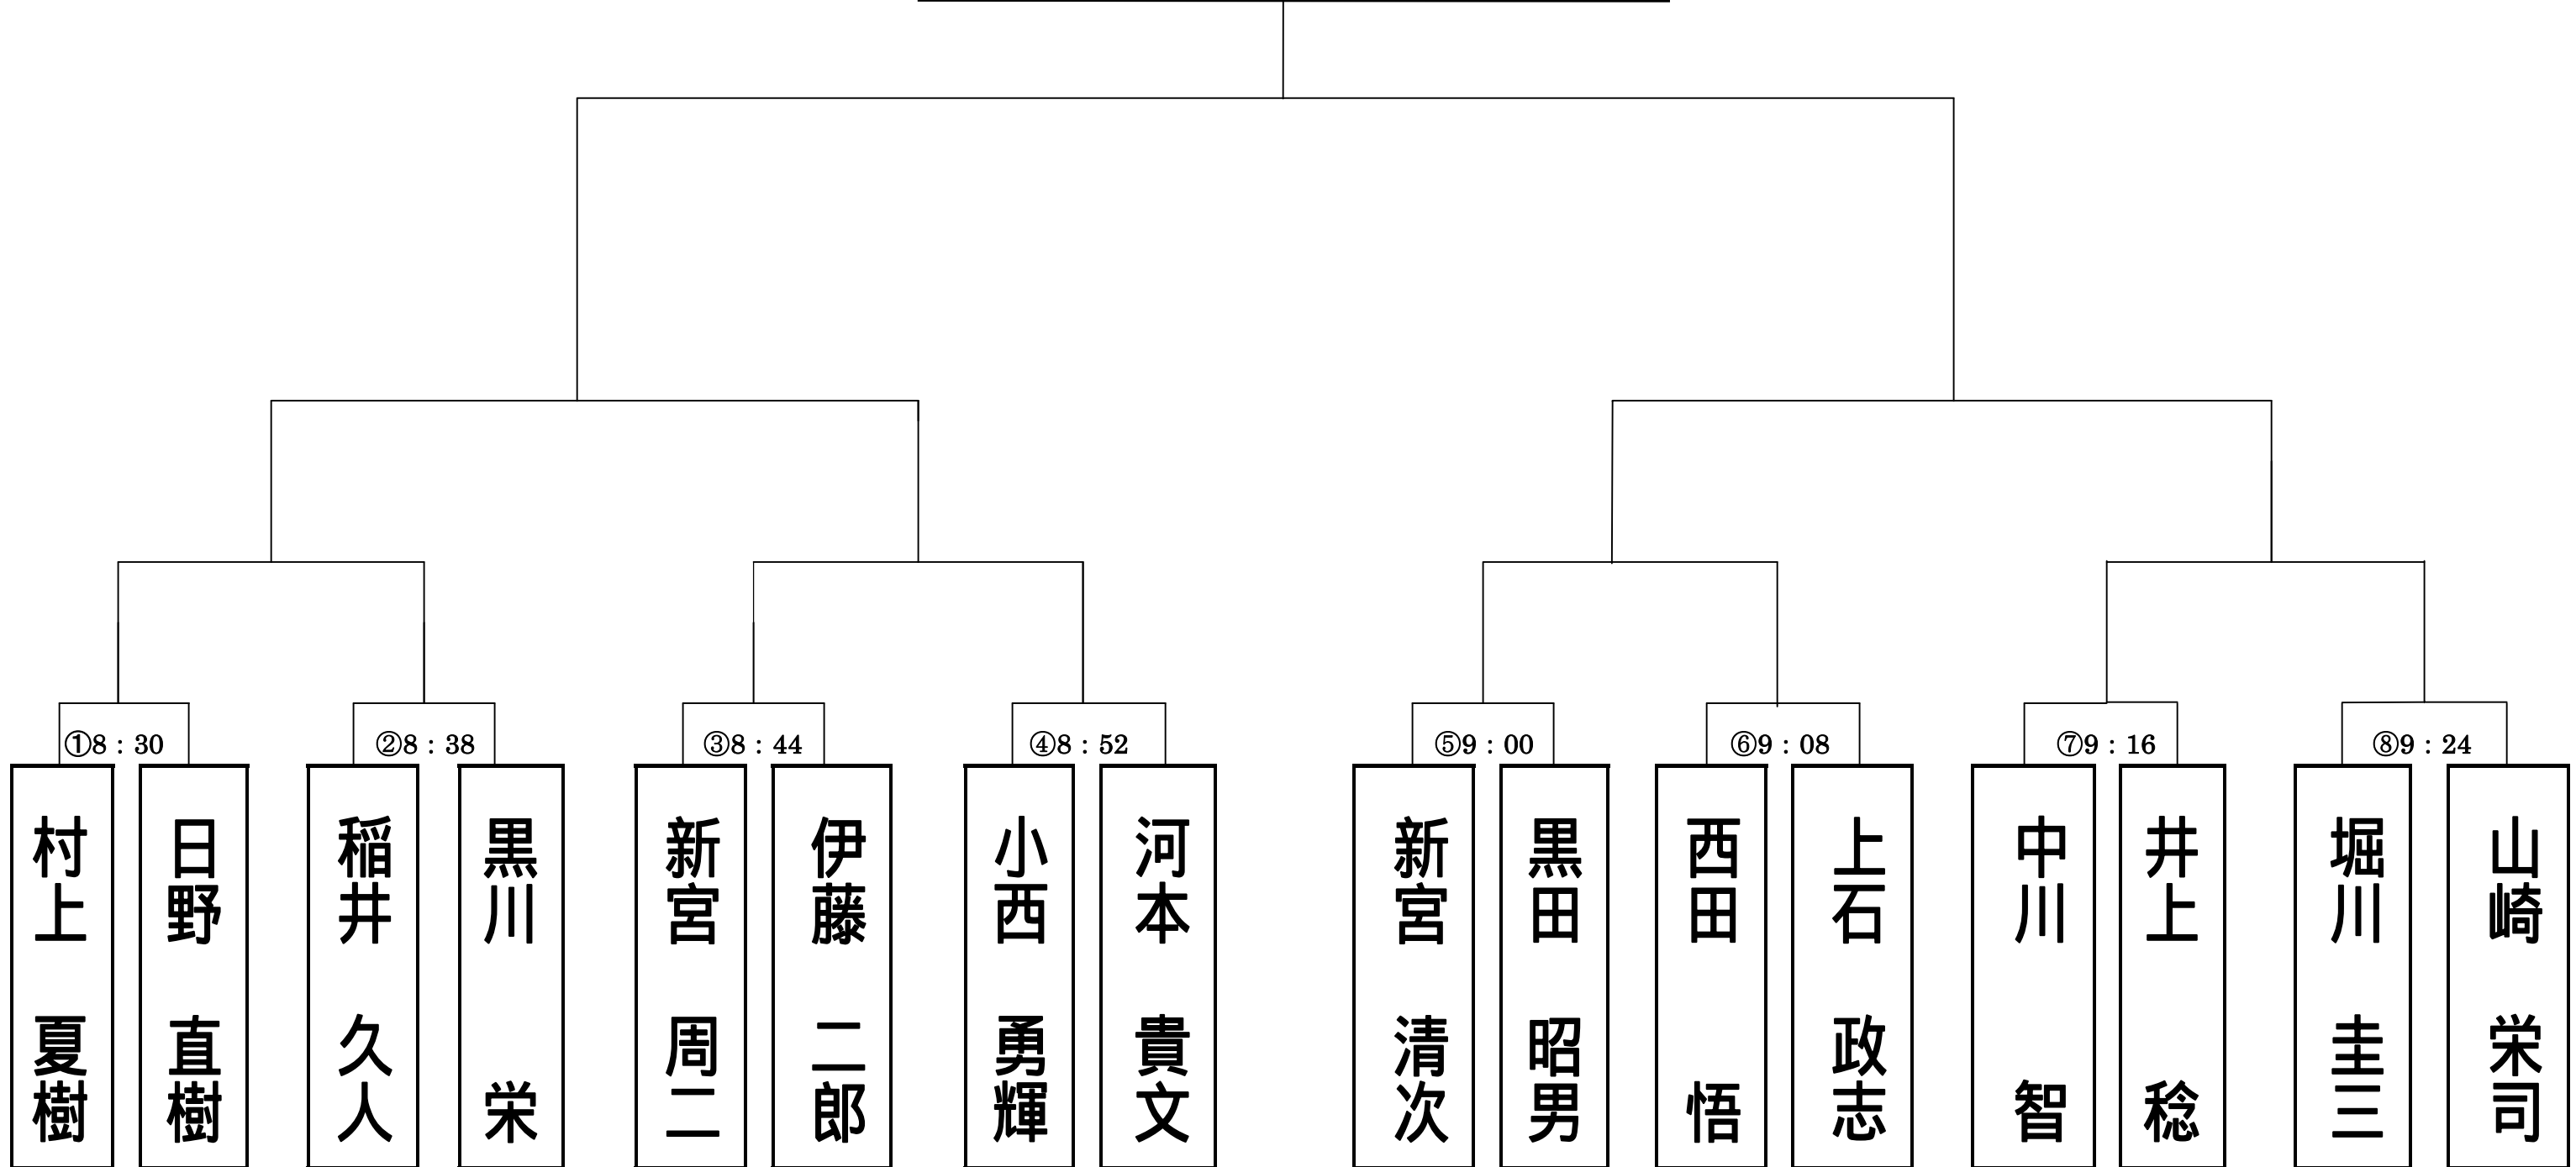 ①8：30
②8：38
③8：44
④8：52
⑤9：00
⑥9：08
⑦9：16
⑧9：24
村上　夏樹
日野　直樹
稲井　久人
黒川　栄
新宮　周二
伊藤　二郎
小西　勇輝
河本　貴文
新宮　清次
黒田　昭男
西田　悟
上石　政志
中川　智
井上　稔
堀川　圭三
山崎　栄司